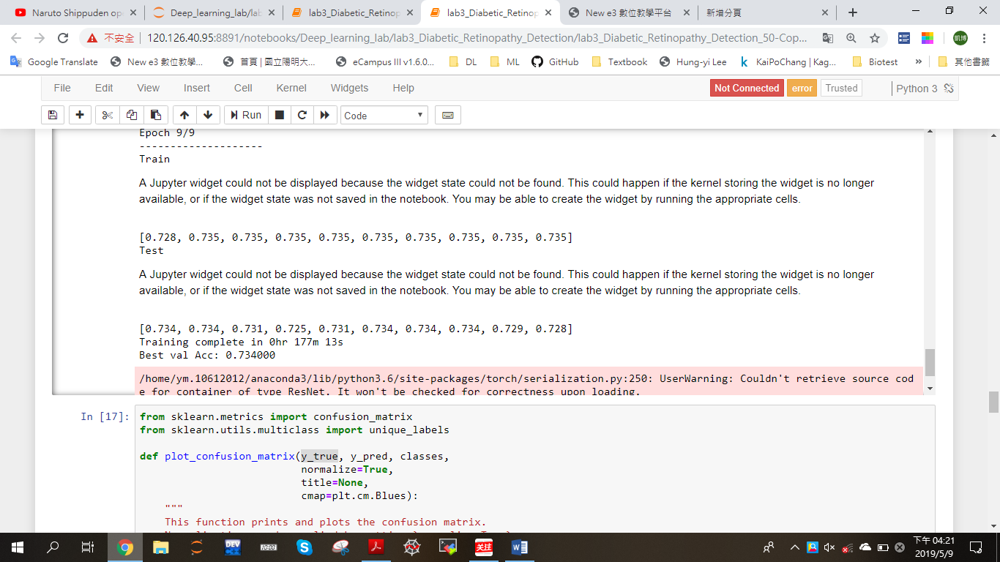 Naruto Shippuden op
Deep_learning_lab/lab
lab3_Diabetic_Retinop
lab3_Diabetic_Retinop
New e3 數位教學平台
新增分頁
不安全 | 120.126.40.95:8891/notebooks/Deep_learning_lab/lab3_Diabetic_Retinopathy_Detection/lab3_Diabetic_Retinopathy_Detection_50-Cop...
凱博
Google Translate
New e3 數位教學...
首頁 | 國立陽明大...
eCampus III v1.6.0...
DL
ML
GitHub
Textbook
Hung-yi Lee
KaiPoChang | Kag...
Biotest
»
其他書籤
File Edit View Insert Cell Kernel Widgets Help
Not Connected error Trusted Python 3
Run Code
Epoch 9/9
--------------------
Train
A Jupyter widget could not be displayed because the widget state could not be found. This could happen if the kernel storing the widget is no longer
available, or if the widget state was not saved in the notebook. You may be able to create the widget by running the appropriate cells.
[0.728, 0.735, 0.735, 0.735, 0.735, 0.735, 0.735, 0.735, 0.735, 0.735]
Test
A Jupyter widget could not be displayed because the widget state could not be found. This could happen if the kernel storing the widget is no longer
available, or if the widget state was not saved in the notebook. You may be able to create the widget by running the appropriate cells.
[0.734, 0.734, 0.731, 0.725, 0.731, 0.734, 0.734, 0.734, 0.729, 0.728]
Training complete in 0hr 177m 13s
Best val Acc: 0.734000
/home/ym.10612012/anaconda3/lib/python3.6/site-packages/torch/serialization.py:250: UserWarning: Couldn't retrieve source cod
e for container of type ResNet. It won't be checked for correctness upon loading.
In [17]:
from sklearn.metrics import confusion_matrix
from sklearn.utils.multiclass import unique_labels
def plot_confusion_matrix(y_true, y_pred, classes,
normalize=True,
title=None,
cmap=plt.cm.Blues):
"""
This function prints and plots the confusion matrix.
DEV
关注
下午 04:21
2019/5/9